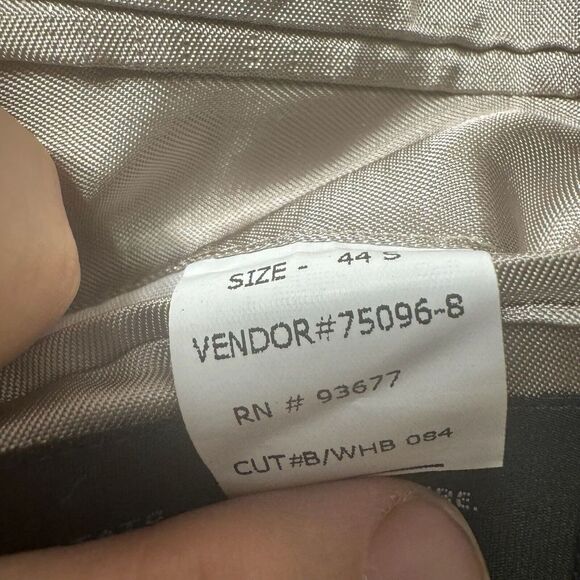 SIZE - 44 S
VENDOR#75096-8
RN # 93677
CUT#B/WHB 084